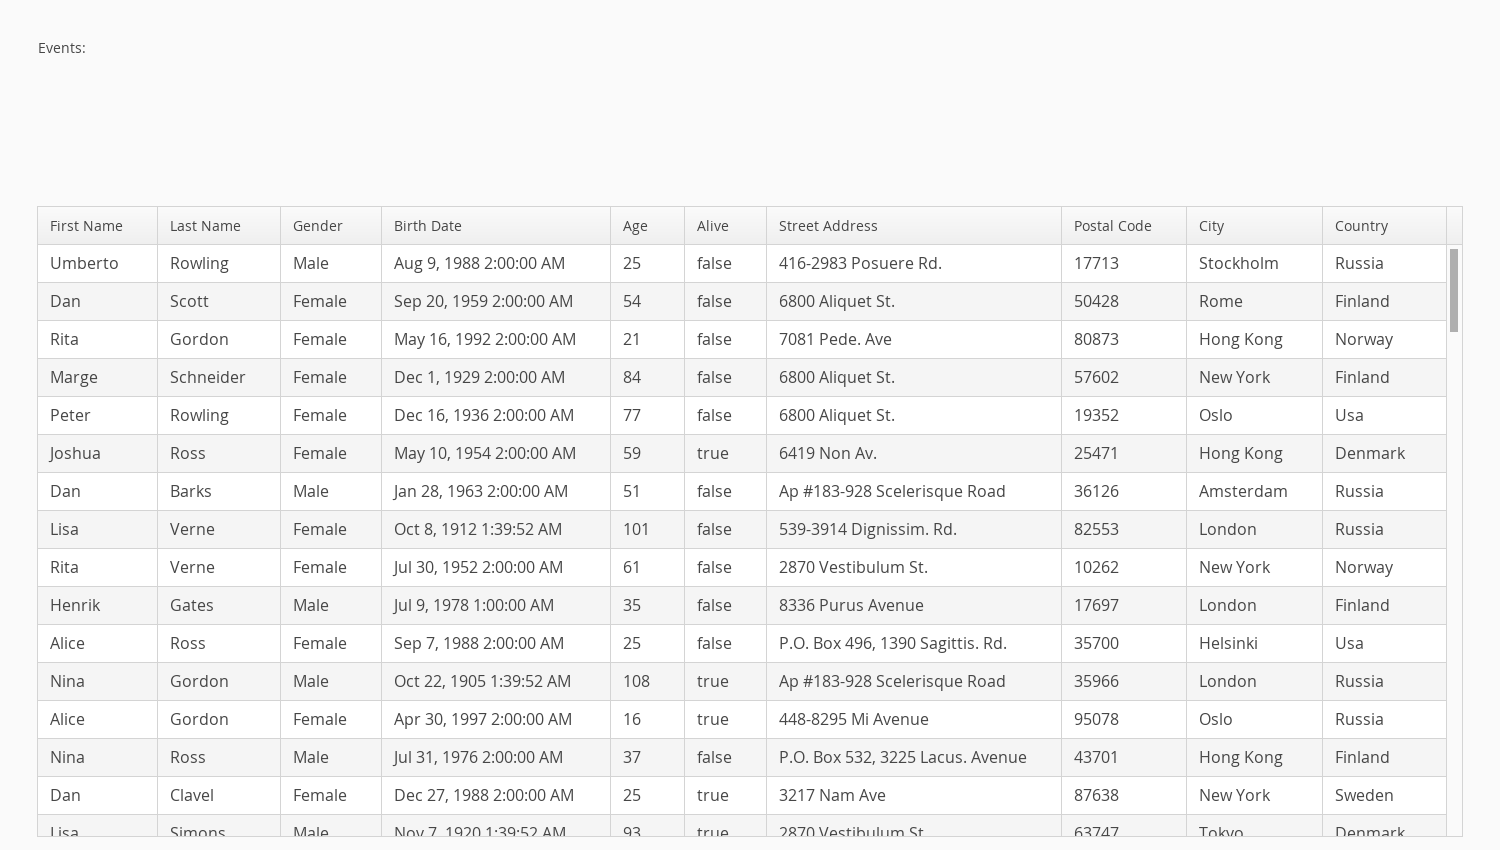 Events:
First Name Last Name Gender Birth Date Age Alive Street Address Postal Code City Country
Umberto Rowling Male Aug 9, 1988 2:00:00 AM 25 false 416-2983 Posuere Rd. 17713 Stockholm Russia
Dan Scott Female Sep 20, 1959 2:00:00 AM 54 false 6800 Aliquet St. 50428 Rome Finland
Rita Gordon Female May 16, 1992 2:00:00 AM 21 false 7081 Pede. Ave 80873 Hong Kong Norway
Marge Schneider Female Dec 1, 1929 2:00:00 AM 84 false 6800 Aliquet St. 57602 New York Finland
Peter Rowling Female Dec 16, 1936 2:00:00 AM 77 false 6800 Aliquet St. 19352 Oslo Usa
Joshua Ross Female May 10, 1954 2:00:00 AM 59 true 6419 Non Av. 25471 Hong Kong Denmark
Dan Barks Male Jan 28, 1963 2:00:00 AM 51 false Ap #183-928 Scelerisque Road 36126 Amsterdam Russia
Lisa Verne Female Oct 8, 1912 1:39:52 AM 101 false 539-3914 Dignissim. Rd. 82553 London Russia
Rita Verne Female Jul 30, 1952 2:00:00 AM 61 false 2870 Vestibulum St. 10262 New York Norway
Henrik Gates Male Jul 9, 1978 1:00:00 AM 35 false 8336 Purus Avenue 17697 London Finland
Alice Ross Female Sep 7, 1988 2:00:00 AM 25 false P.O. Box 496, 1390 Sagittis. Rd. 35700 Helsinki Usa
Nina Gordon Male Oct 22, 1905 1:39:52 AM 108 true Ap #183-928 Scelerisque Road 35966 London Russia
Alice Gordon Female Apr 30, 1997 2:00:00 AM 16 true 448-8295 Mi Avenue 95078 Oslo Russia
Nina Ross Male Jul 31, 1976 2:00:00 AM 37 false P.O. Box 532, 3225 Lacus. Avenue 43701 Hong Kong Finland
Dan Clavel Female Dec 27, 1988 2:00:00 AM 25 true 3217 Nam Ave 87638 New York Sweden
Lisa Simons Male Nov 7, 1920 1:39:52 AM 93 true 2870 Vestibulum St. 63747 Tokyo Denmark